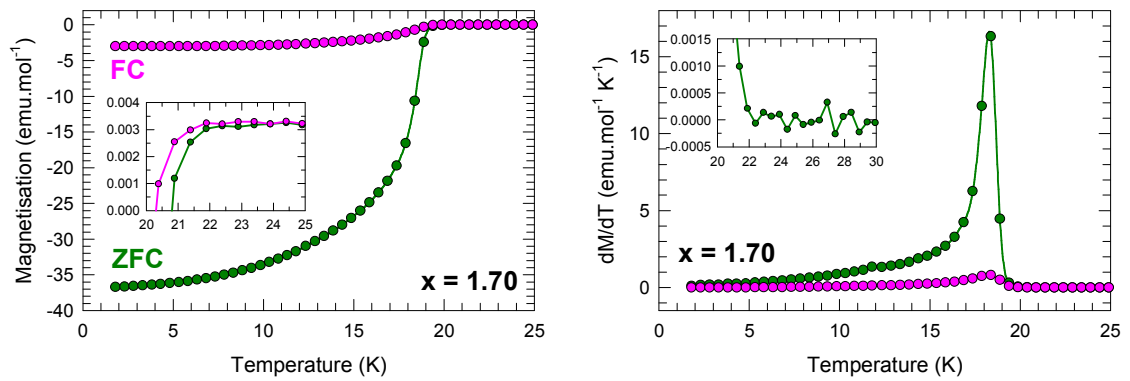 0
-5
-10
-15
-20
-25
-30
-35
-40
Magnetisation (emu.mol-1)
FC
0.004
0.003
0.002
0.001
0.000
20 21 22 23 24 25
ZFC
x = 1.70
0 5 10 15 20 25
Temperature (K)
15
10
5
0
dM/dT (emu.mol-1 K-1)
0.0015
0.0010
0.0005
0.0000
-0.0005
20 22 24 26 28 30
x = 1.70
0 5 10 15 20 25
Temperature (K)